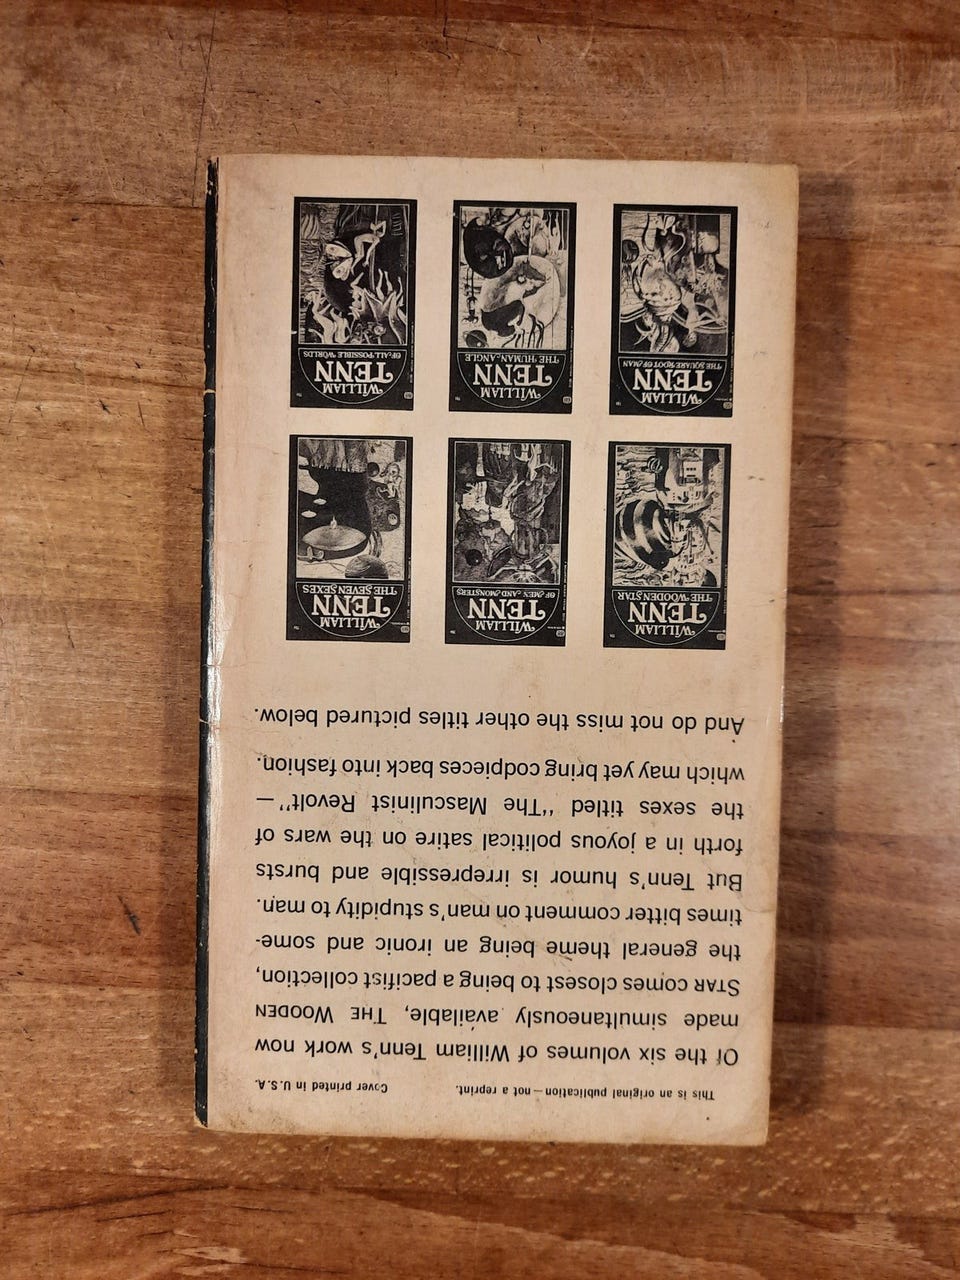 This is an original publication—not a reprint. Cover printed in U.S.A.
Of the six volumes of William Tenn's work now
made simultaneously available, THE WOODEN
STAR comes closest to being a pacifist collection,
the general theme being an ironic and some-
times bitter comment on man's stupidity to man.
But Tenn's humor is irrepressible and bursts
forth in a joyous political satire on the wars of
the sexes titled "The Masculinist Revolt"—
which may yet bring codpieces back into fashion.
And do not miss the other titles pictured below.
WILLIAM
TENN
THE WOODEN STAR
WILLIAM
TENN
OF MEN AND MONSTERS
WILLIAM
TENN
THE SEVEN SEXES
WILLIAM
TENN
THE SQUARE ROOT OF MAN
WILLIAM
TENN
THE HUMAN ANGLE
WILLIAM
TENN
OF ALL POSSIBLE WORLDS